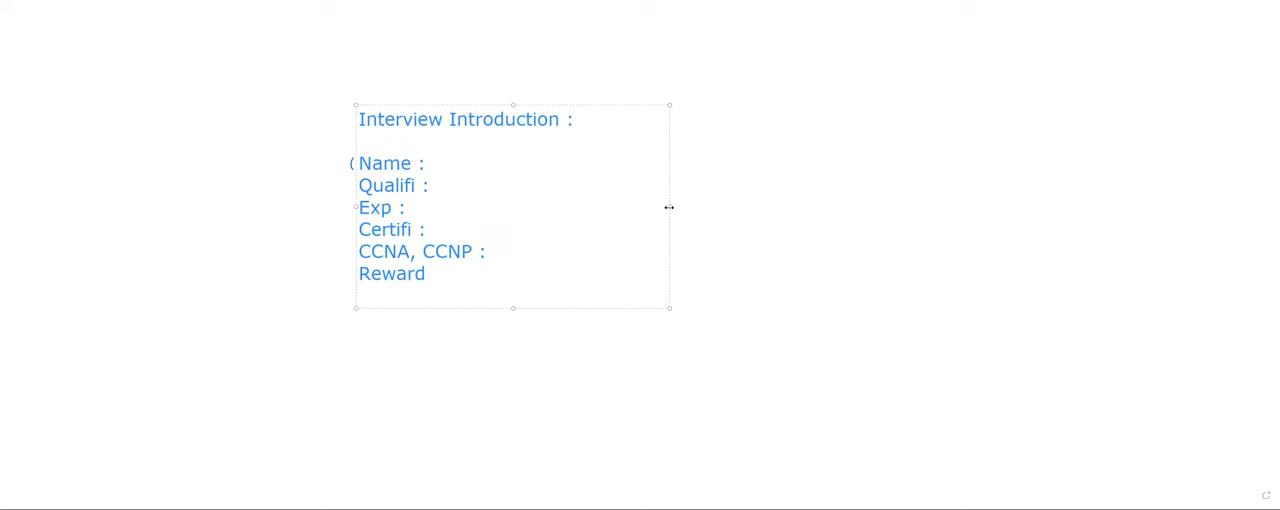 Interview Introduction :
Name :
Qualifi :
Exp :
Certifi :
CCNA, CCNP :
Reward